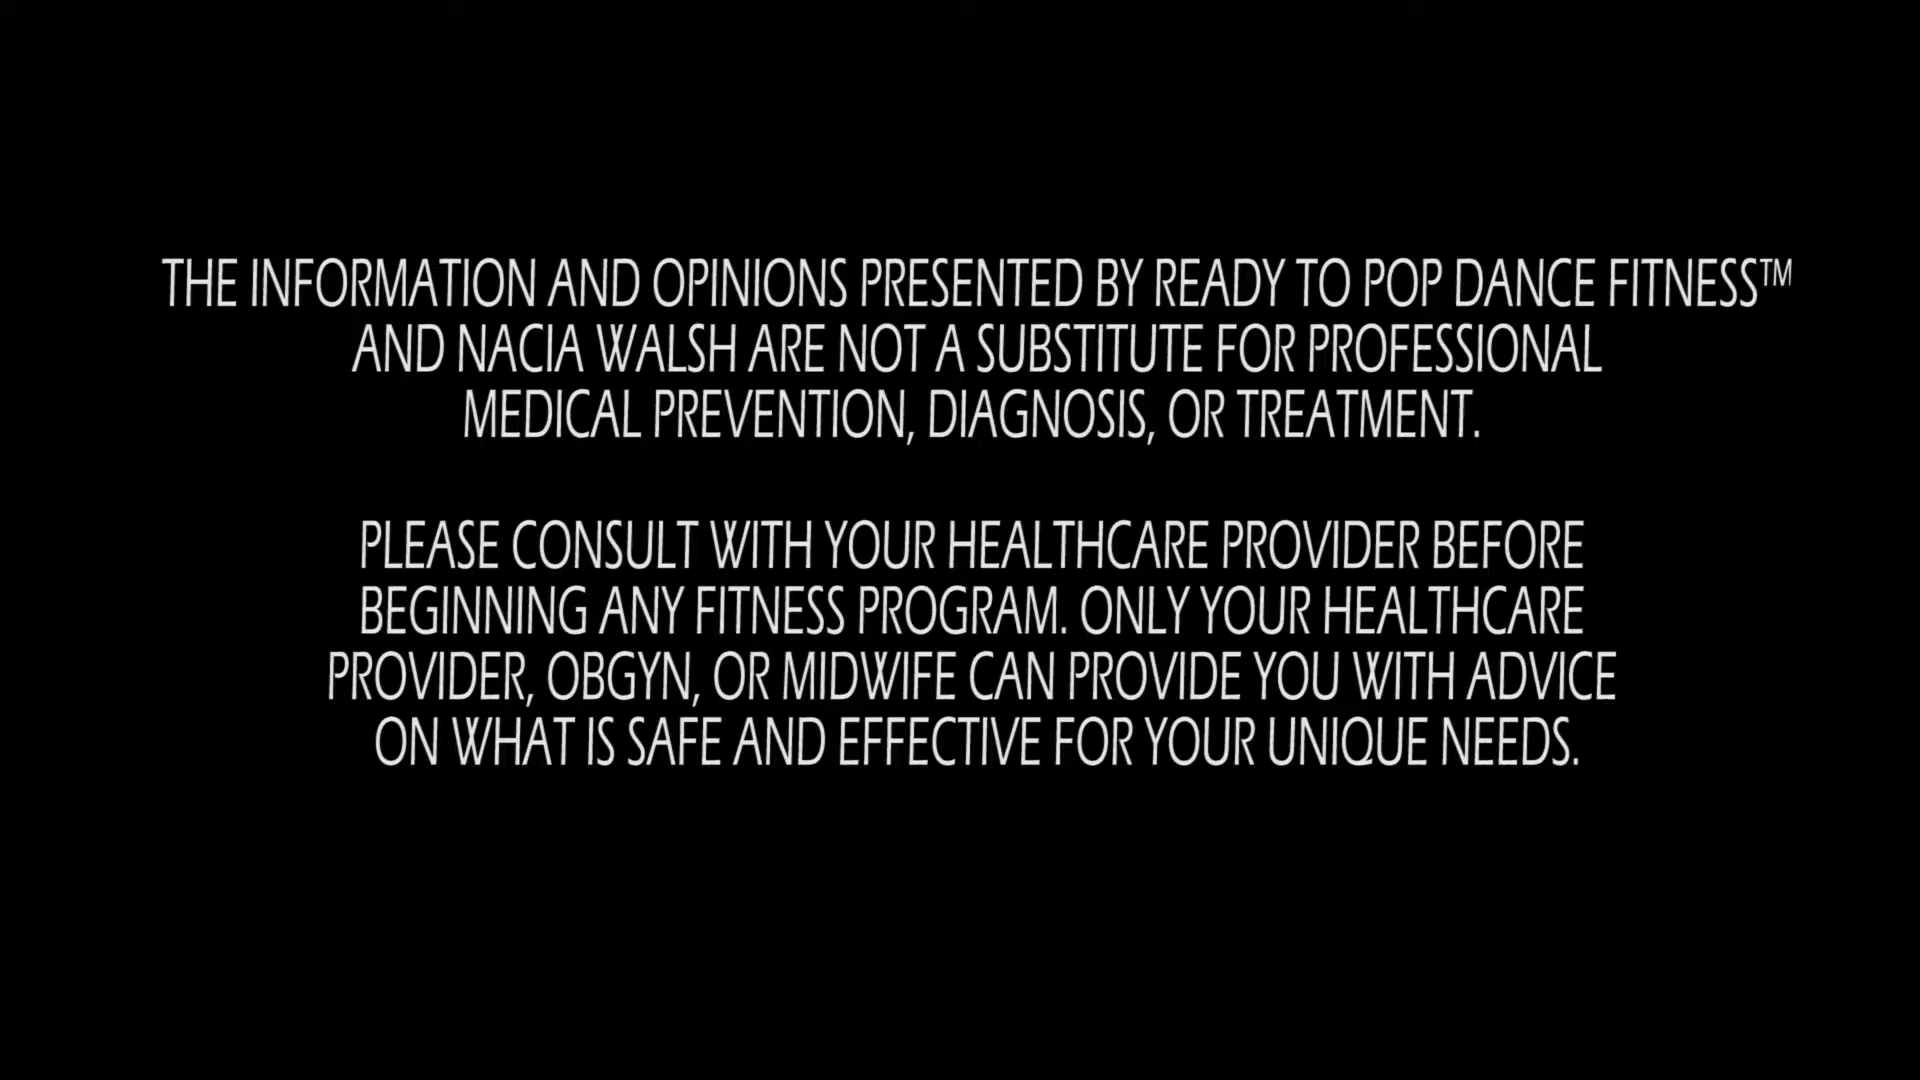 THE INFORMATION AND OPINIONS PRESENTED BY READY TO POP DANCE FITNESS™
AND NACIA WALSH ARE NOT A SUBSTITUTE FOR PROFESSIONAL
MEDICAL PREVENTION, DIAGNOSIS, OR TREATMENT.
PLEASE CONSULT WITH YOUR HEALTHCARE PROVIDER BEFORE
BEGINNING ANY FITNESS PROGRAM. ONLY YOUR HEALTHCARE
PROVIDER, OBGYN, OR MIDWIFE CAN PROVIDE YOU WITH ADVICE
ON WHAT IS SAFE AND EFFECTIVE FOR YOUR UNIQUE NEEDS.